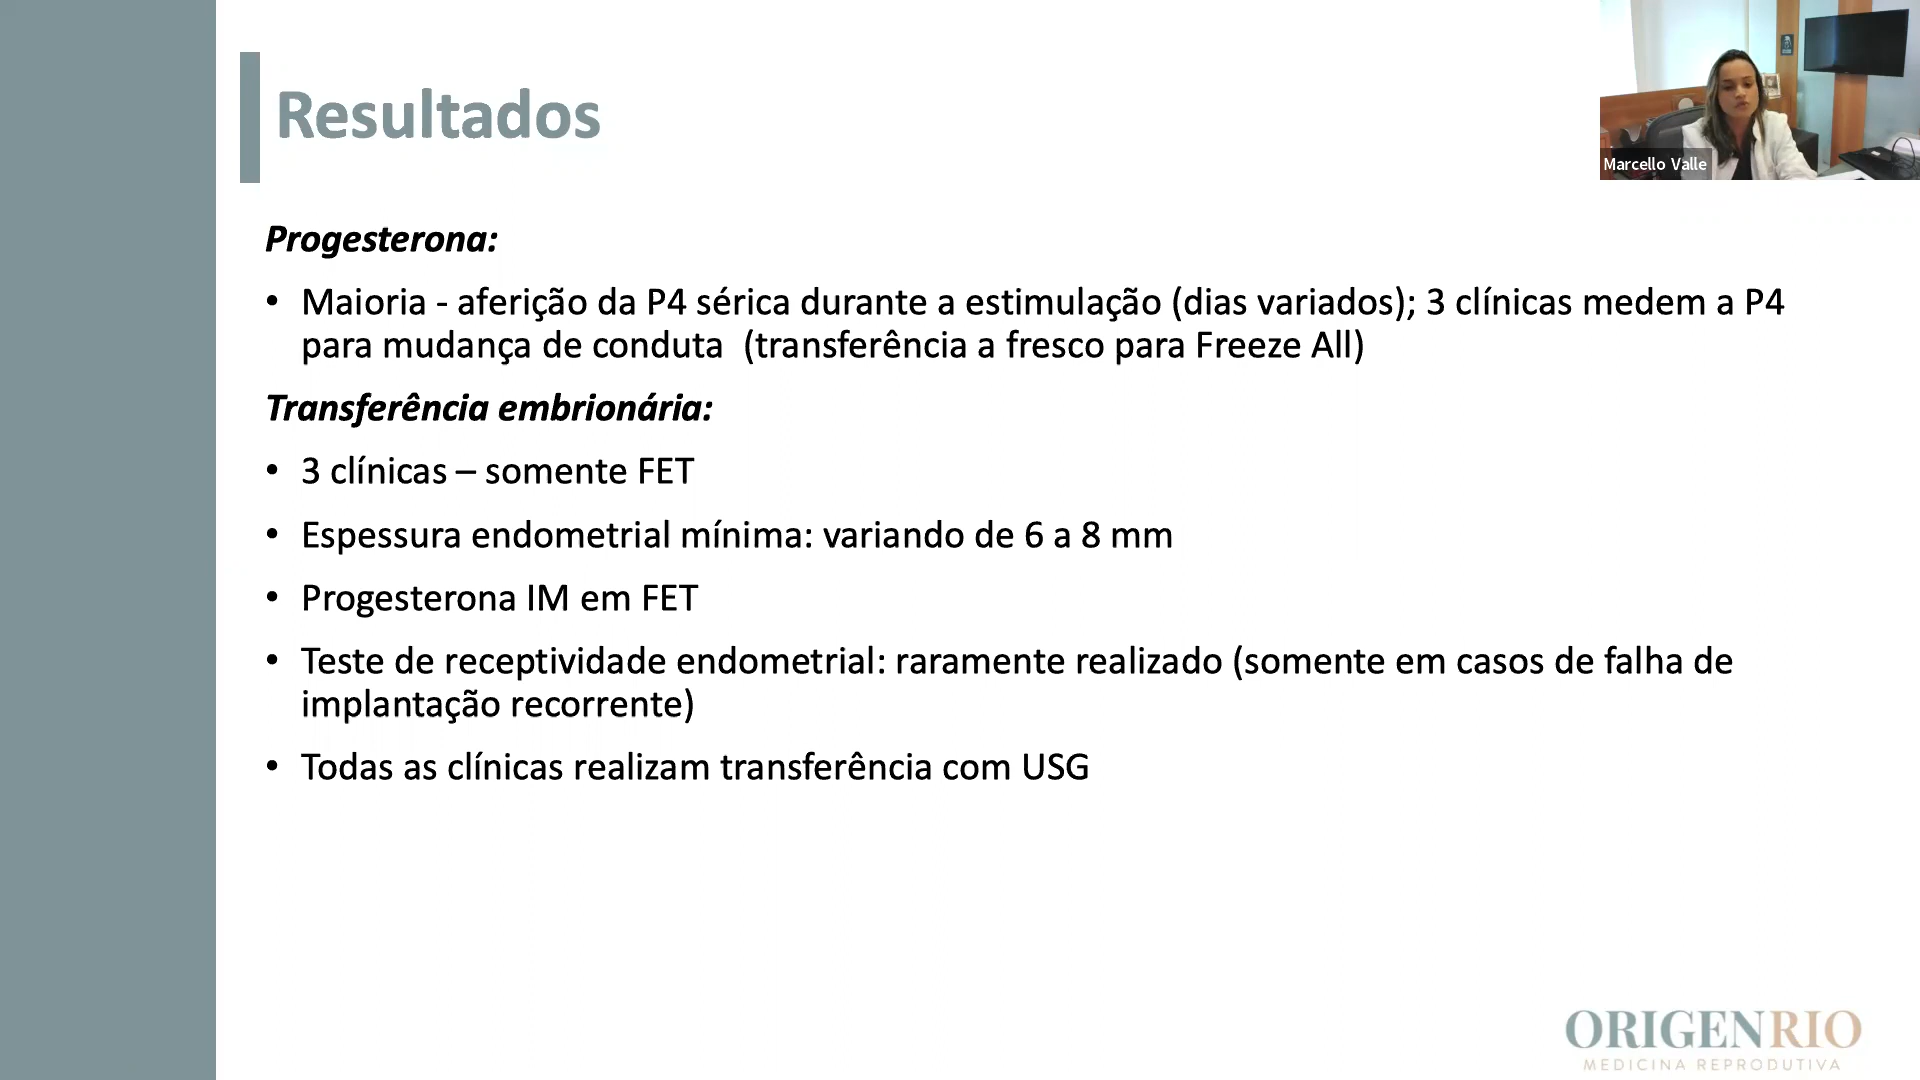 Resultados
Marcello Valle
Progesterona:
• Maioria - aferição da P4 sérica durante a estimulação (dias variados); 3 clínicas medem a P4
para mudança de conduta  (transferência a fresco para Freeze All)
Transferência embrionária:
• 3 clínicas – somente FET
• Espessura endometrial mínima: variando de 6 a 8 mm
• Progesterona IM em FET
• Teste de receptividade endometrial: raramente realizado (somente em casos de falha de
implantação recorrente)
• Todas as clínicas realizam transferência com USG
ORIGENRIO
MEDICINA REPRODUTIVA